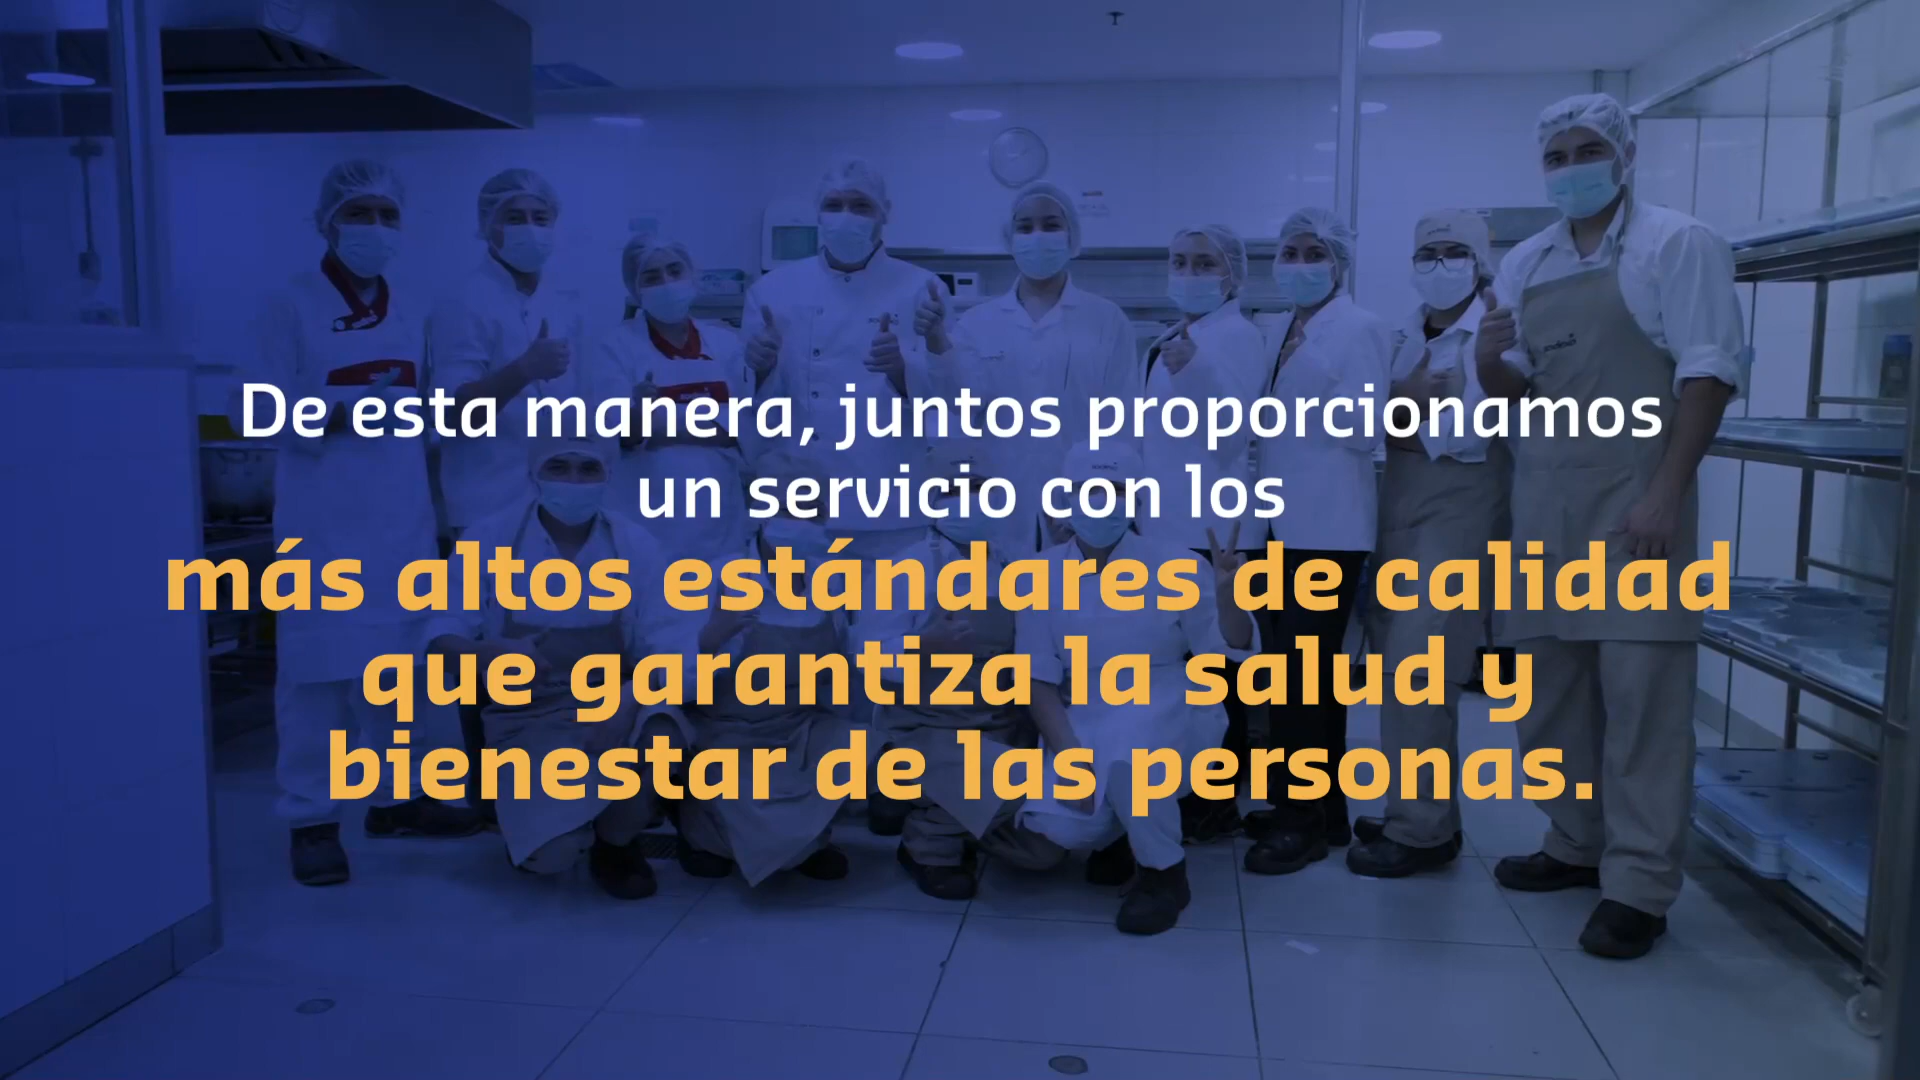 De esta manera, juntos proporcionamos
un servicio con los
más altos estándares de calidad
que garantiza la salud y
bienestar de las personas.